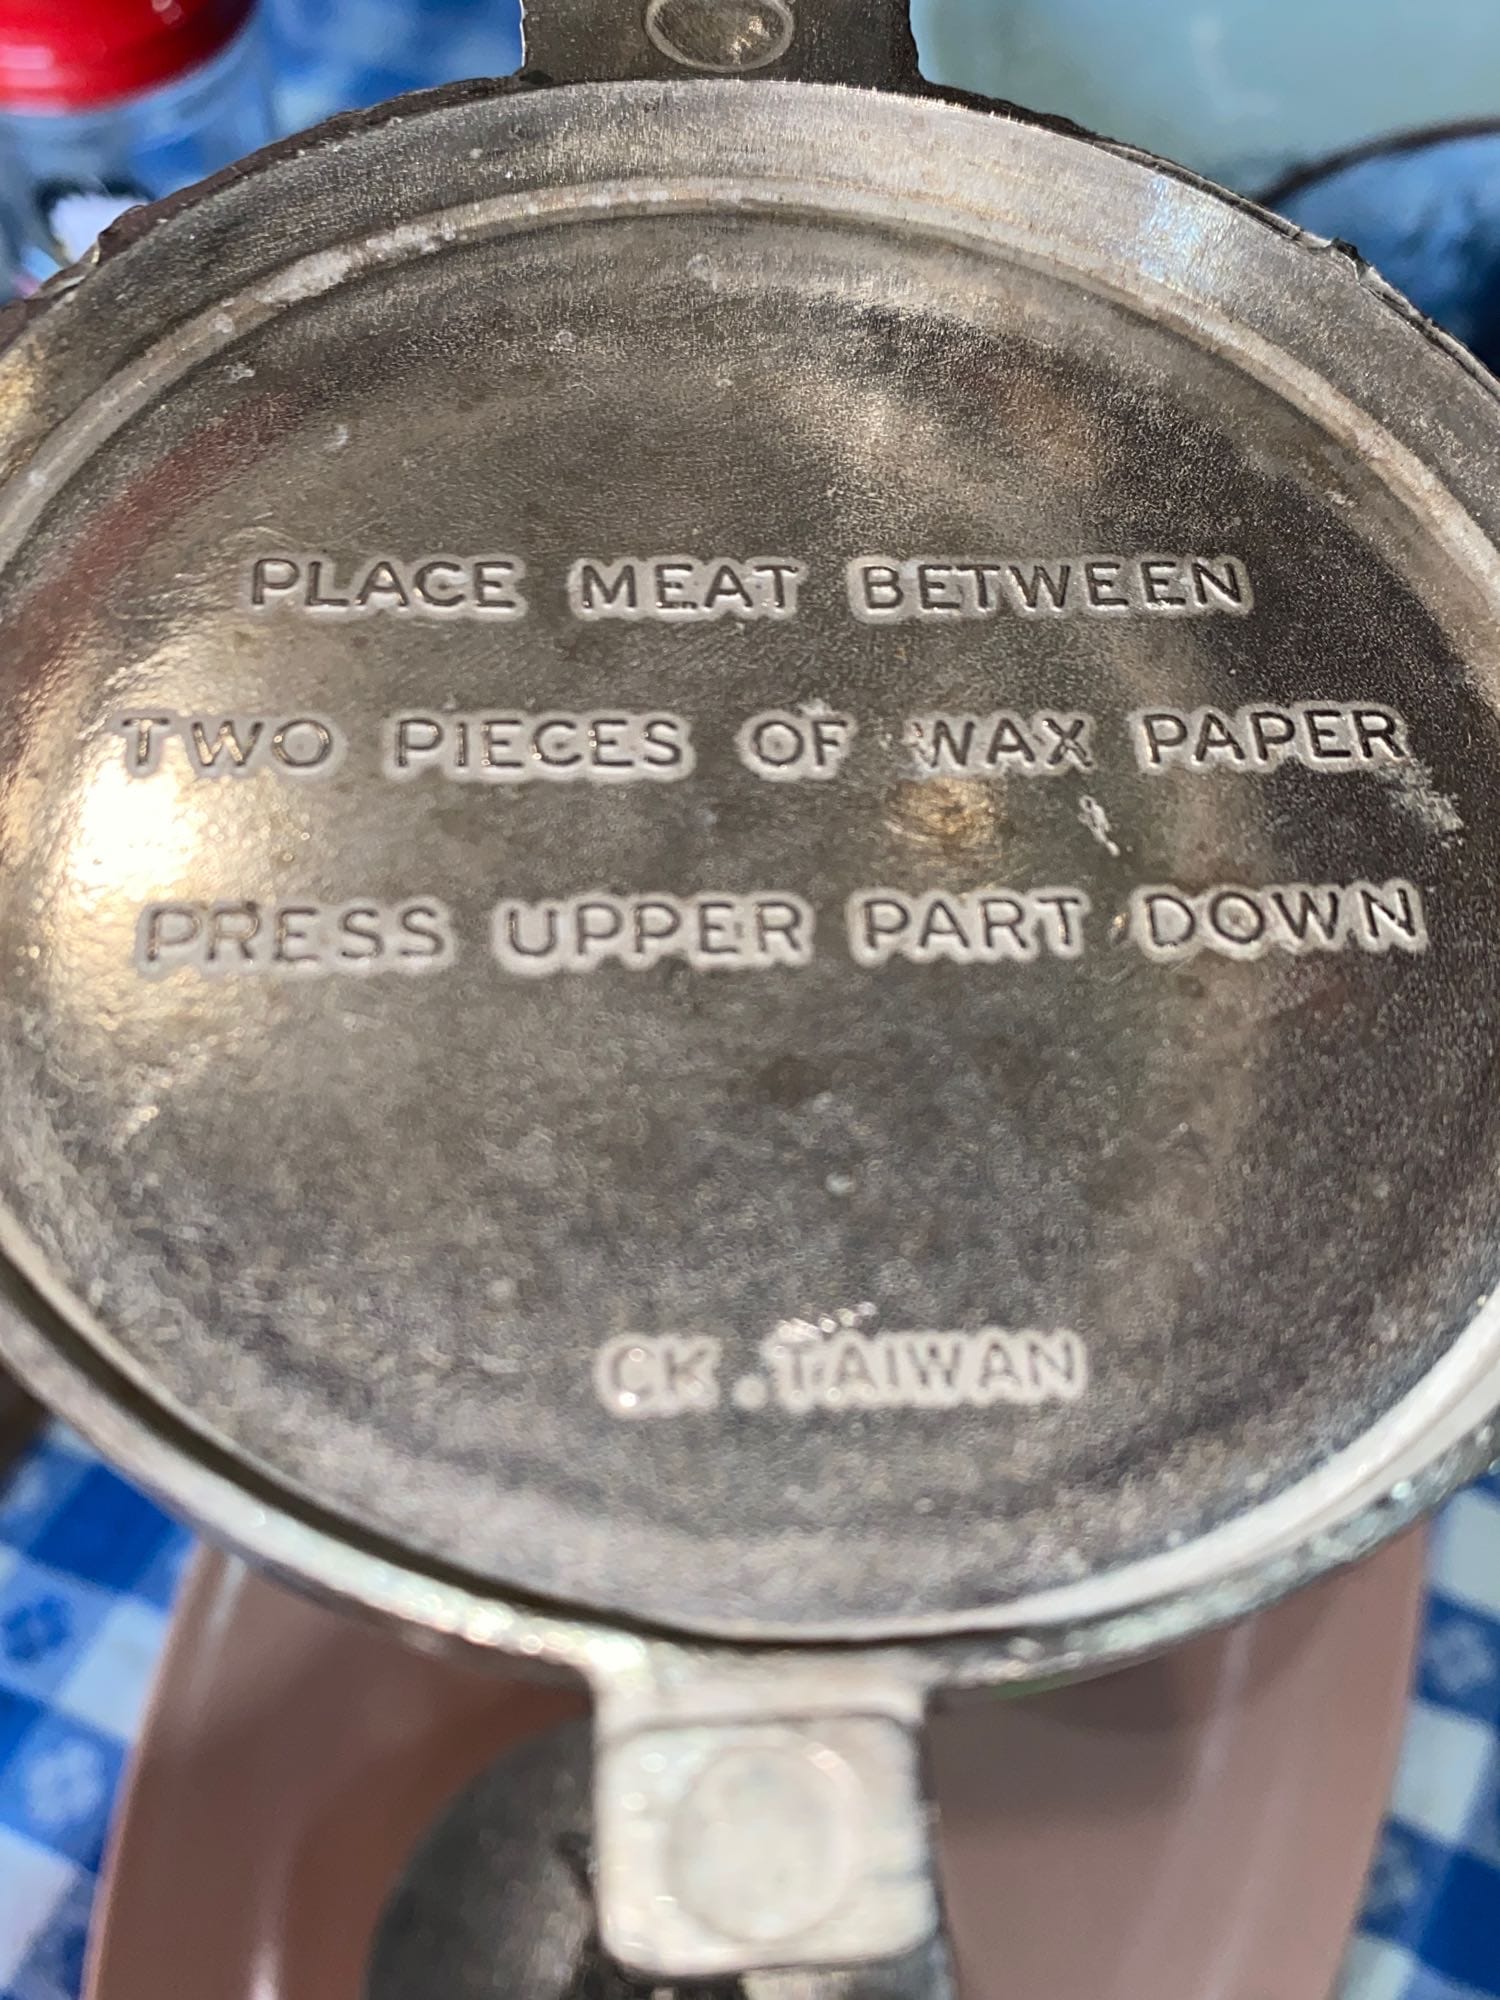 PLACE MEAT BETWEEN
TWO PIECES OF WAX PAPER
PRESS UPPER PART DOWN
CK.TAIWAN